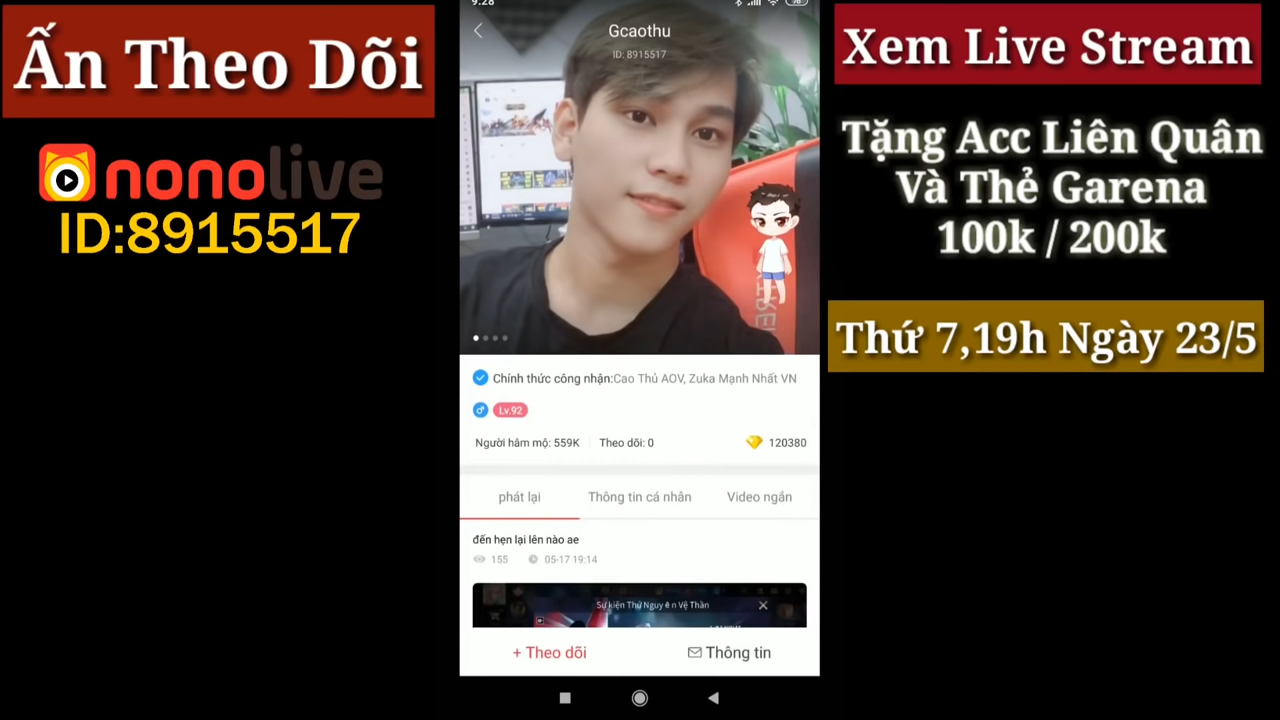 Ấn Theo Dõi
nonolive
ID:8915517
9:28
Gcaothu
ID: 8915517
Chính thức công nhận:Cao Thủ AOV, Zuka Mạnh Nhất VN
Lv.92
Người hâm mộ: 559K
Theo dõi: 0
120380
phát lại
Thông tin cá nhân
Video ngắn
đến hẹn lại lên nào ae
155
05-17 19:14
Sự kiện Thứ Nguy ê n Vệ Thần
+ Theo dõi
Thông tin
Xem Live Stream
Tặng Acc Liên Quân
Và Thẻ Garena
100k / 200k
Thứ 7,19h Ngày 23/5